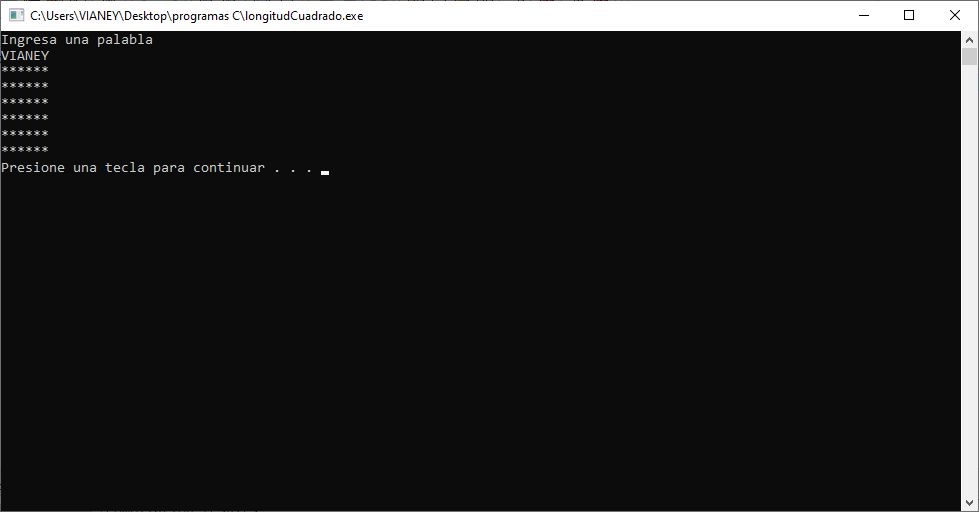 C:\Users\VIANEY\Desktop\programas C\longitudCuadrado.exe
Ingresa una palabla
VIANEY
******
******
******
******
******
******
Presione una tecla para continuar . . .